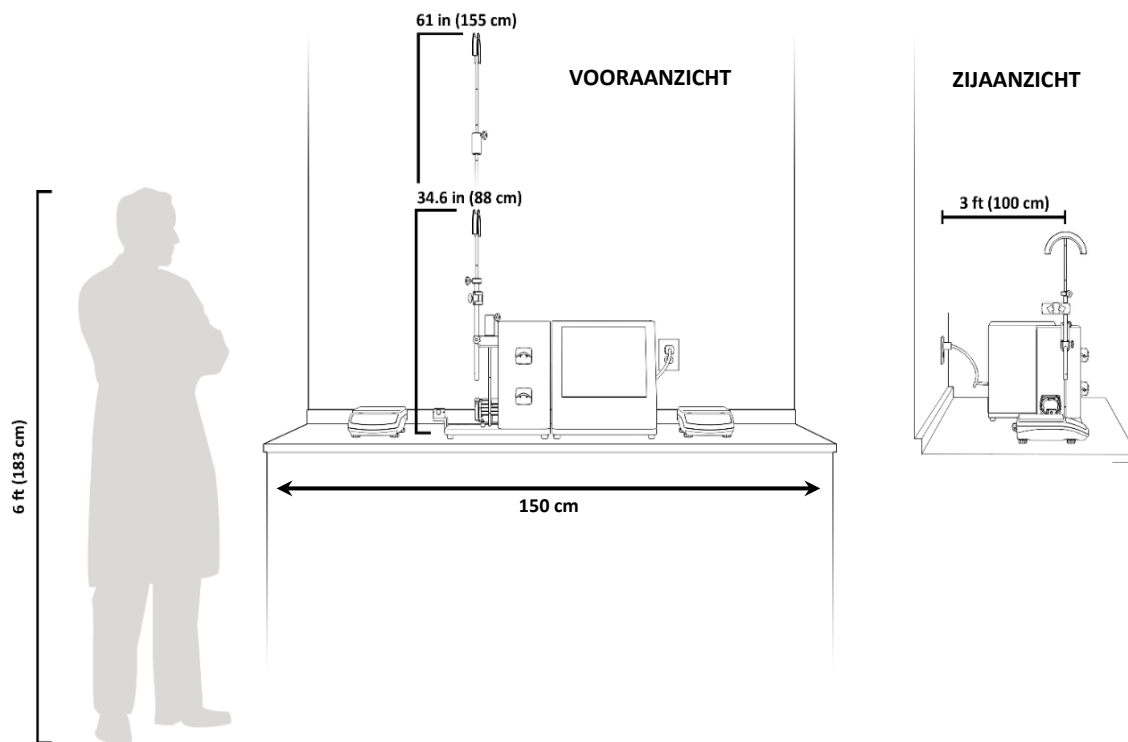 61 in (155 cm)
VOORAANZICHT
ZIJAANZICHT
34.6 in (88 cm)
3 ft (100 cm)
6 ft (183 cm)
150 cm